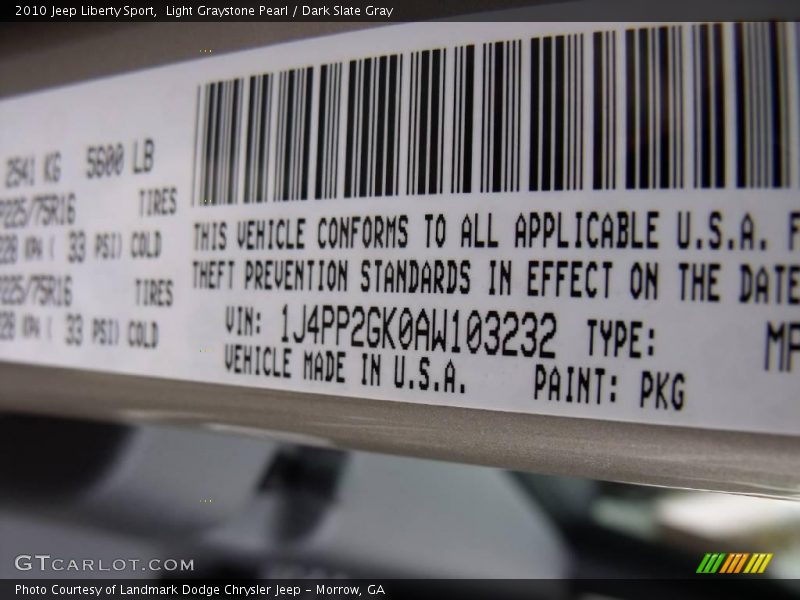 2010 Jeep Liberty Sport,  Light Graystone Pearl / Dark Slate Gray
2541 KG 5600 LB
P225/75R16 TIRES
228 KPA ( 33 PSI) COLD
P225/75R16 TIRES
228 KPA ( 33 PSI) COLD
THIS VEHICLE CONFORMS TO ALL APPLICABLE U.S.A. F
THEFT PREVENTION STANDARDS IN EFFECT ON THE DATE
VIN: 1J4PP2GK0AW103232 TYPE: MP
VEHICLE MADE IN U.S.A. PAINT: PKG
GTCARLOT.COM
Photo Courtesy of Landmark Dodge Chrysler Jeep - Morrow, GA